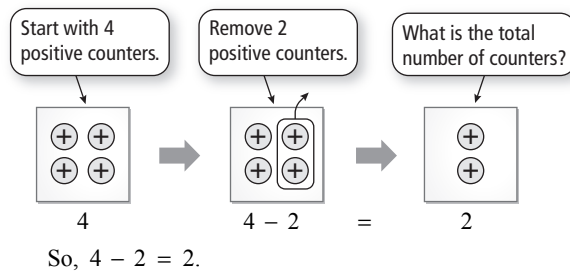 Start with 4
positive counters.
Remove 2
positive counters.
What is the total
number of counters?
+ +
+ +
+ +
+ +
+
+
4
4 − 2 = 2
So, 4 − 2 = 2.